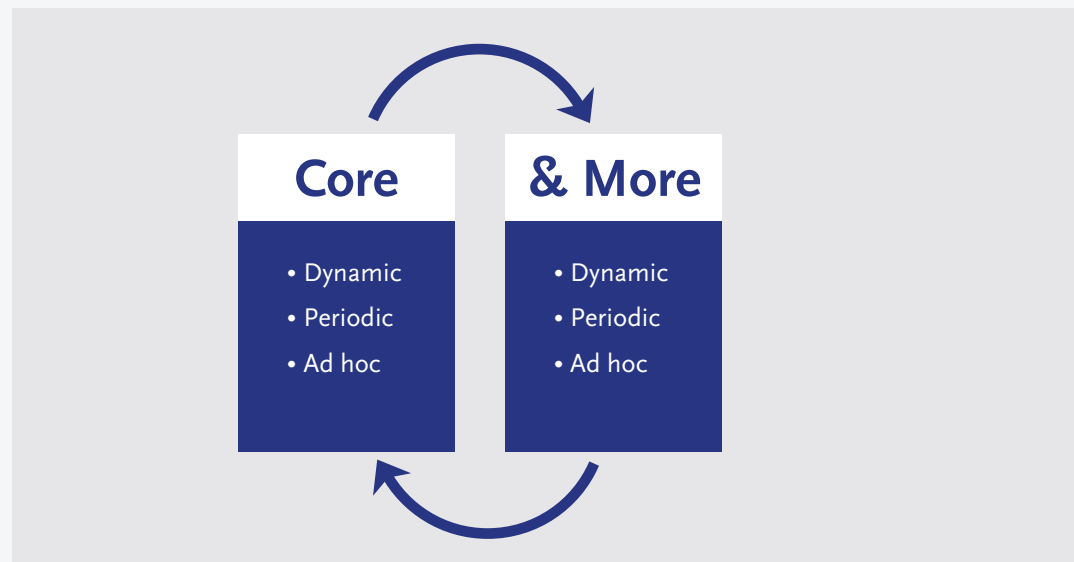 Core
• Dynamic
• Periodic
• Ad hoc
& More
• Dynamic
• Periodic
• Ad hoc